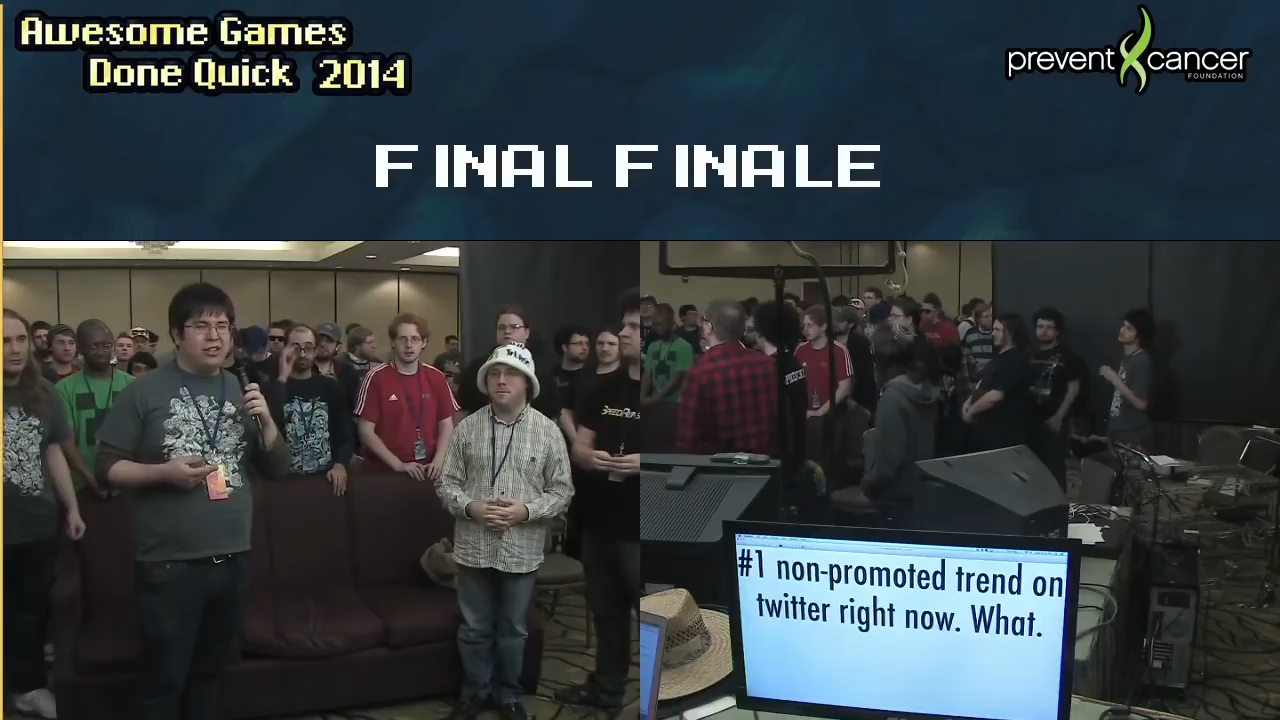 Awesome Games
Done Quick 2014
prevent cancer
FOUNDATION
FINAL FINALE
#1 non-promoted trend on
twitter right now. What.